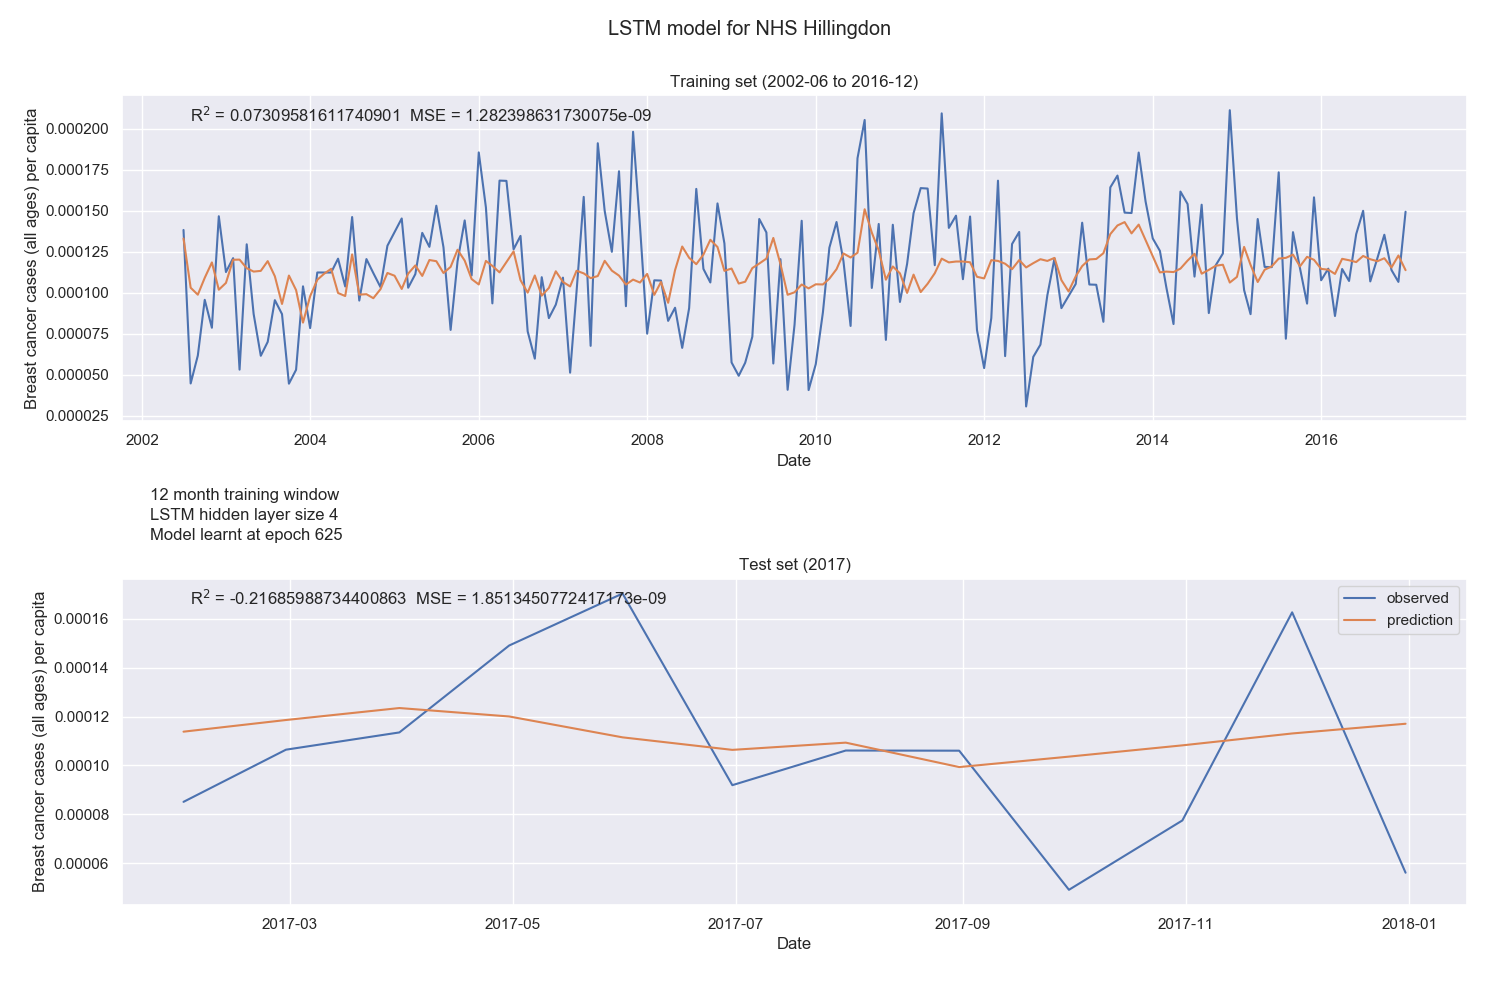 LSTM model for NHS Hillingdon
Training set (2002-06 to 2016-12)
R² = 0.07309581611740901 MSE = 1.282398631730075e-09
Breast cancer cases (all ages) per capita
0.000200
0.000175
0.000150
0.000125
0.000100
0.000075
0.000050
0.000025
2002 2004 2006 2008 2010 2012 2014 2016
Date
12 month training window
LSTM hidden layer size 4
Model learnt at epoch 625
Test set (2017)
R² = -0.21685988734400863 MSE = 1.8513450772417173e-09
observed
prediction
Breast cancer cases (all ages) per capita
0.00016
0.00014
0.00012
0.00010
0.00008
0.00006
2017-03 2017-05 2017-07 2017-09 2017-11 2018-01
Date